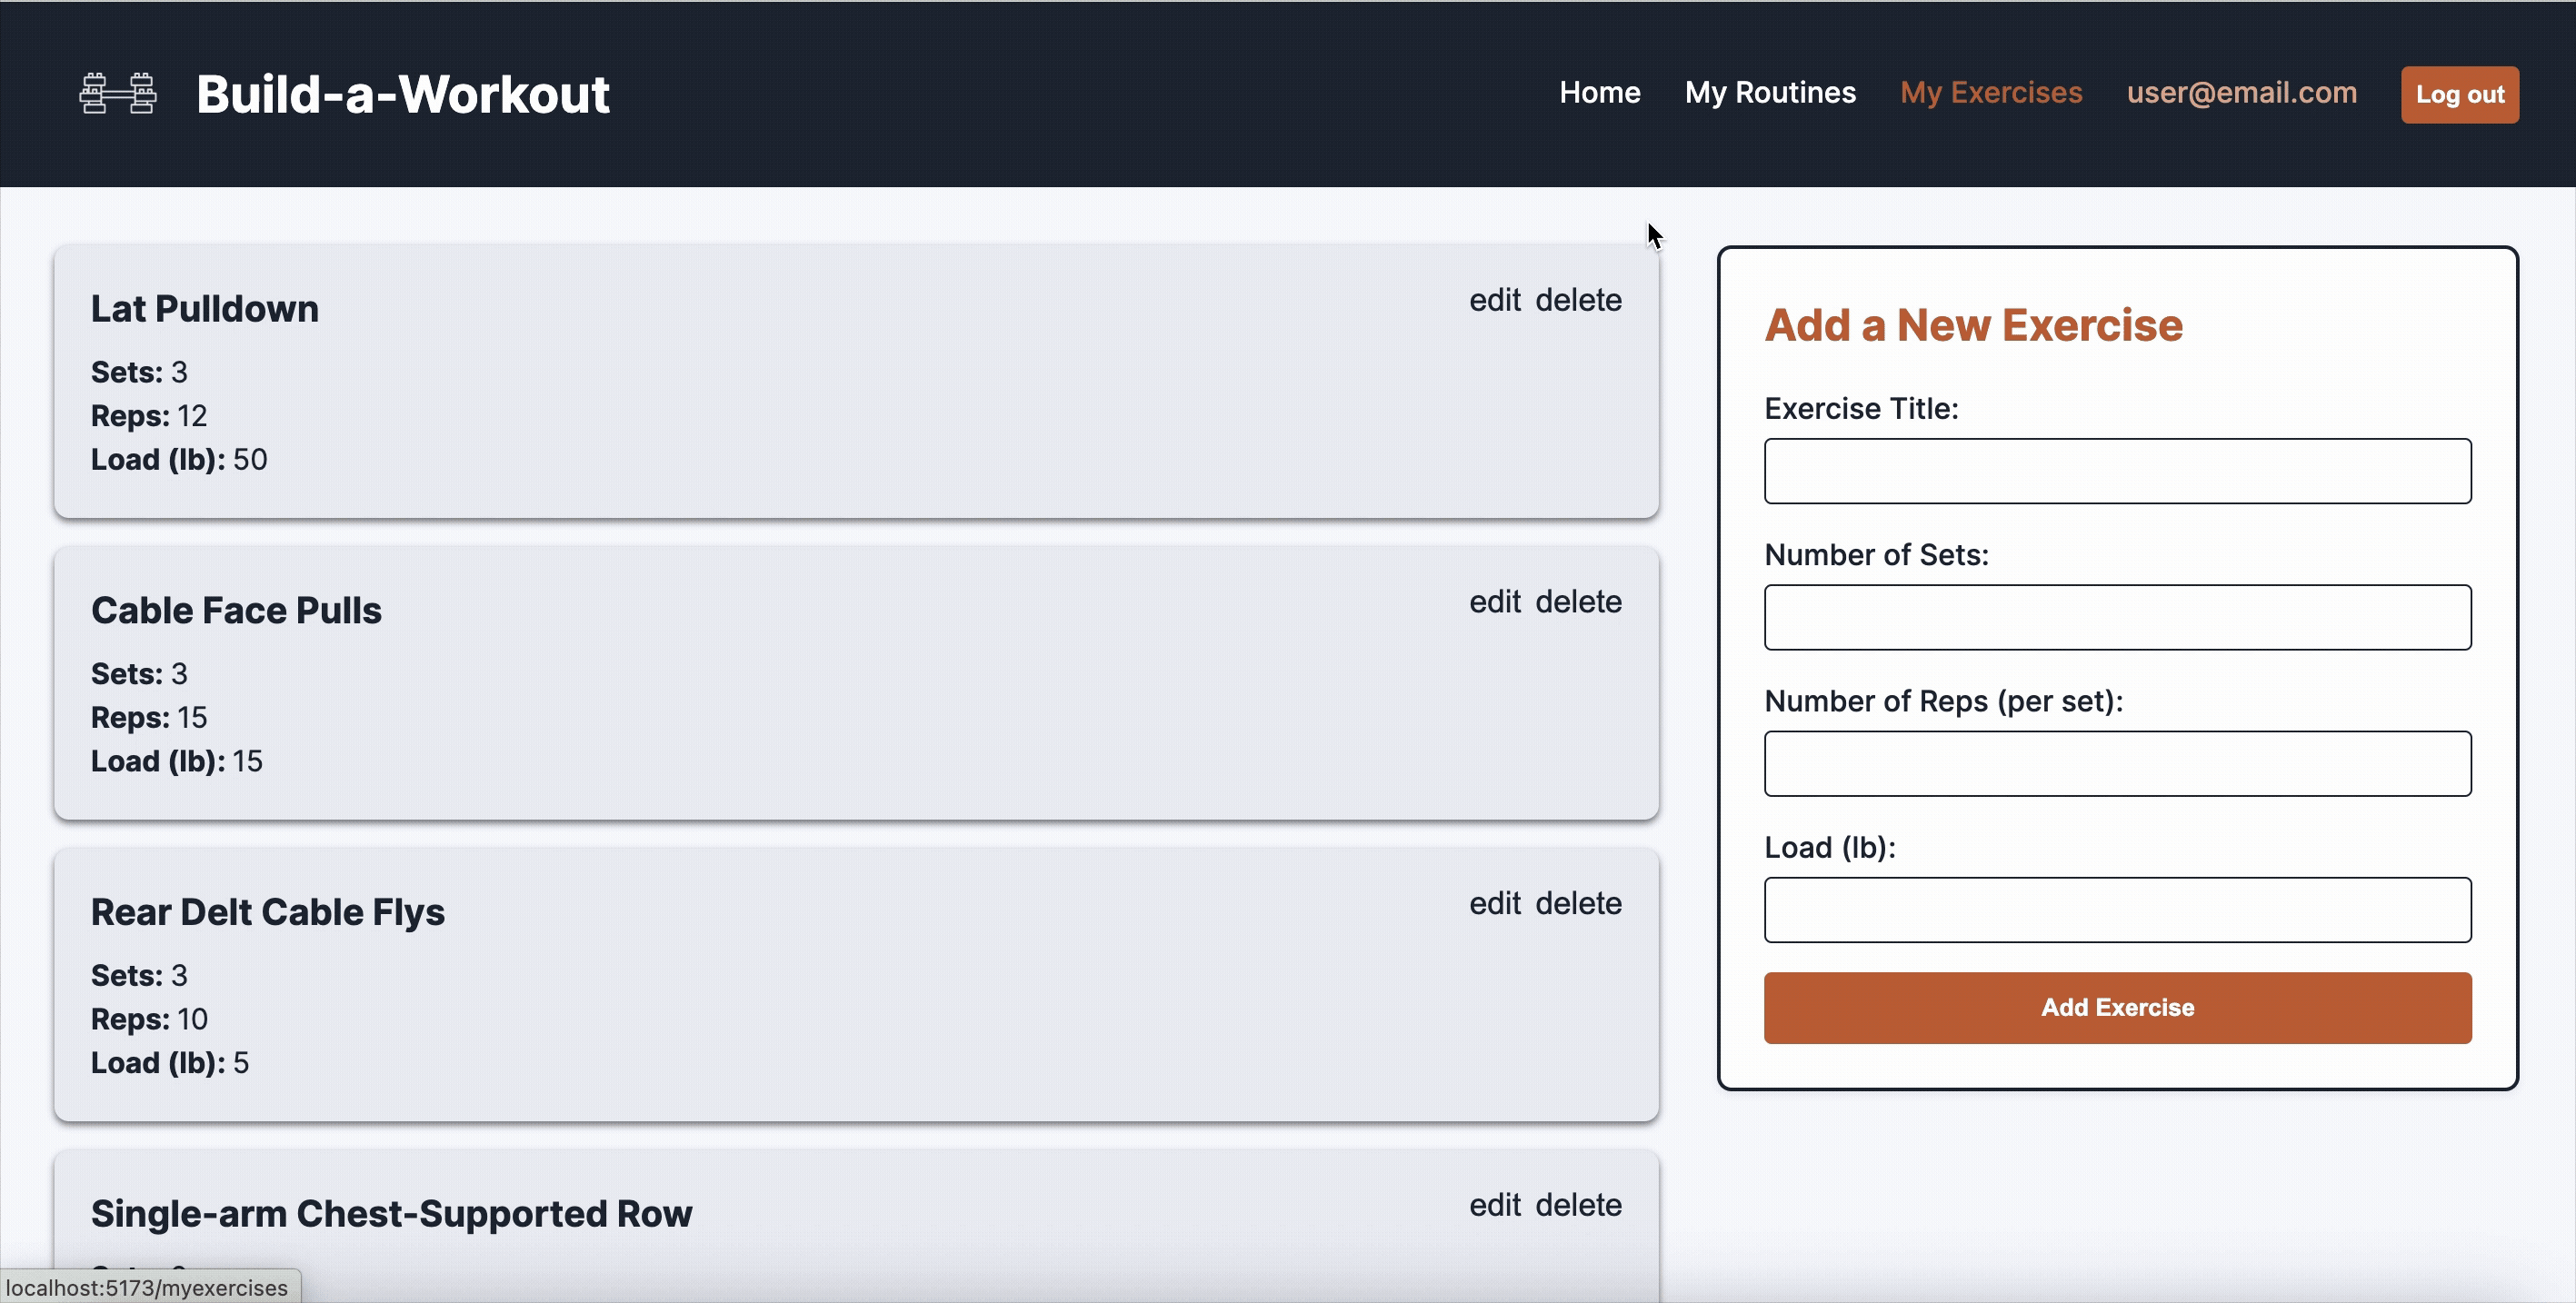 Build-a-Workout
Home
My Routines
My Exercises
user@email.com
Log out
Lat Pulldown
edit delete
Sets: 3
Reps: 12
Load (lb): 50
Cable Face Pulls
edit delete
Sets: 3
Reps: 15
Load (lb): 15
Rear Delt Cable Flys
edit delete
Sets: 3
Reps: 10
Load (lb): 5
Single-arm Chest-Supported Row
edit delete
Add a New Exercise
Exercise Title:
Number of Sets:
Number of Reps (per set):
Load (lb):
Add Exercise
localhost:5173/myexercises